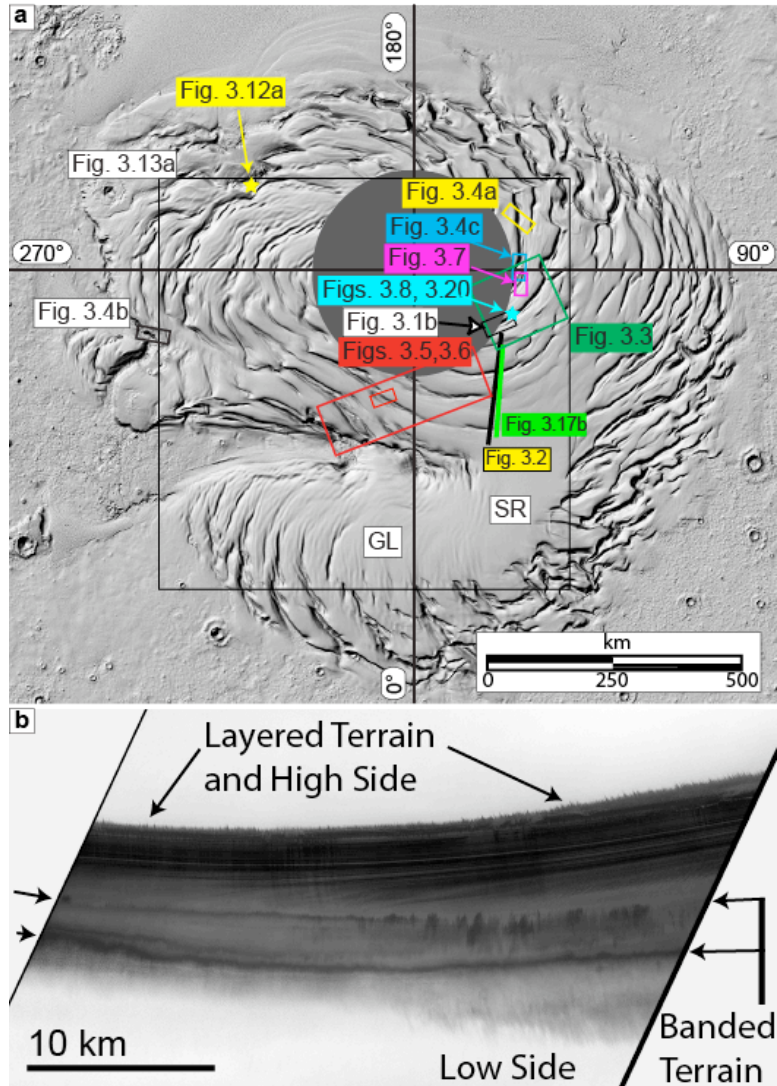 a
180°
Fig. 3.12a
Fig. 3.13a
Fig. 3.4a
Fig. 3.4c
270°
90°
Fig. 3.7
Figs. 3.8, 3.20
Fig. 3.4b
Fig. 3.1b
Fig. 3.3
Figs. 3.5,3.6
Fig. 3.17b
Fig. 3.2
SR
GL
km
0 250 500
0°
b
Layered Terrain
and High Side
10 km
Low Side
Banded
Terrain